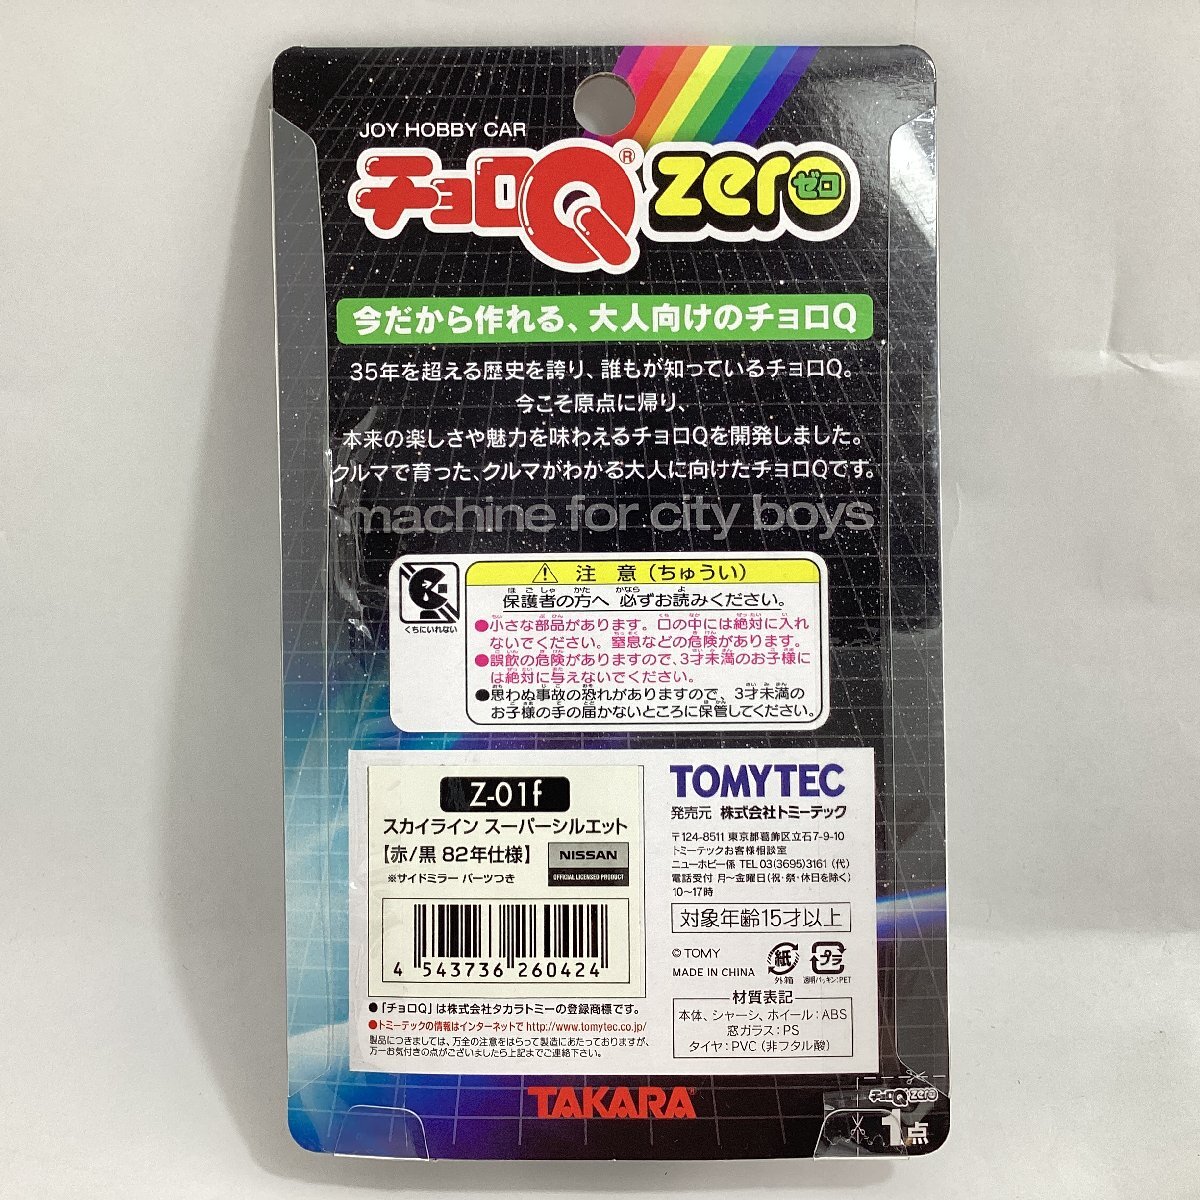 JOY HOBBY CAR
チョロQ® zero ゼロ
今だから作れる、大人向けのチョロQ
35年を超える歴史を誇り、誰もが知っているチョロQ。
今こそ原点に帰り、
本来の楽しさや魅力を味わえるチョロQを開発しました。
クルマで育った、クルマがわかる大人に向けたチョロQです。
machine for city boys
くちにいれない
⚠ 注 意（ちゅうい）
保護者の方へ 必ずお読みください。
●小さな部品があります。口の中には絶対に入れ
ないでください。窒息などの危険があります。
●誤飲の危険がありますので、3才未満のお子様に
は絶対に与えないでください。
●思わぬ事故の恐れがありますので、3才未満の
お子様の手の届かないところに保管してください。
Z-01f
スカイライン スーパーシルエット
【赤/黒 82年仕様】
NISSAN
OFFICIAL LICENSED PRODUCT
※サイドミラー パーツつき
4 543736 260424
TOMYTEC
発売元 株式会社トミーテック
〒124-8511 東京都葛飾区立石7-9-10
トミーテックお客様相談室
ニューホビー係 TEL 03(3695)3161（代）
電話受付 月〜金曜日（祝・祭・休日を除く）
10〜17時
対象年齢15才以上
© TOMY
MADE IN CHINA
紙
外箱
プラ
透明パッキン:PET
材質表記
本体、シャーシ、ホイール:ABS
窓ガラス:PS
タイヤ:PVC（非フタル酸）
●「チョロQ」は株式会社タカラトミーの登録商標です。
●トミーテックの情報はインターネットで http://www.tomytec.co.jp/
製品につきましては、万全の注意をはらって製造にあたっておりますが、
万一お気付きの点がございましたら上記までご連絡下さい。
TAKARA
チョロQ zero
1点